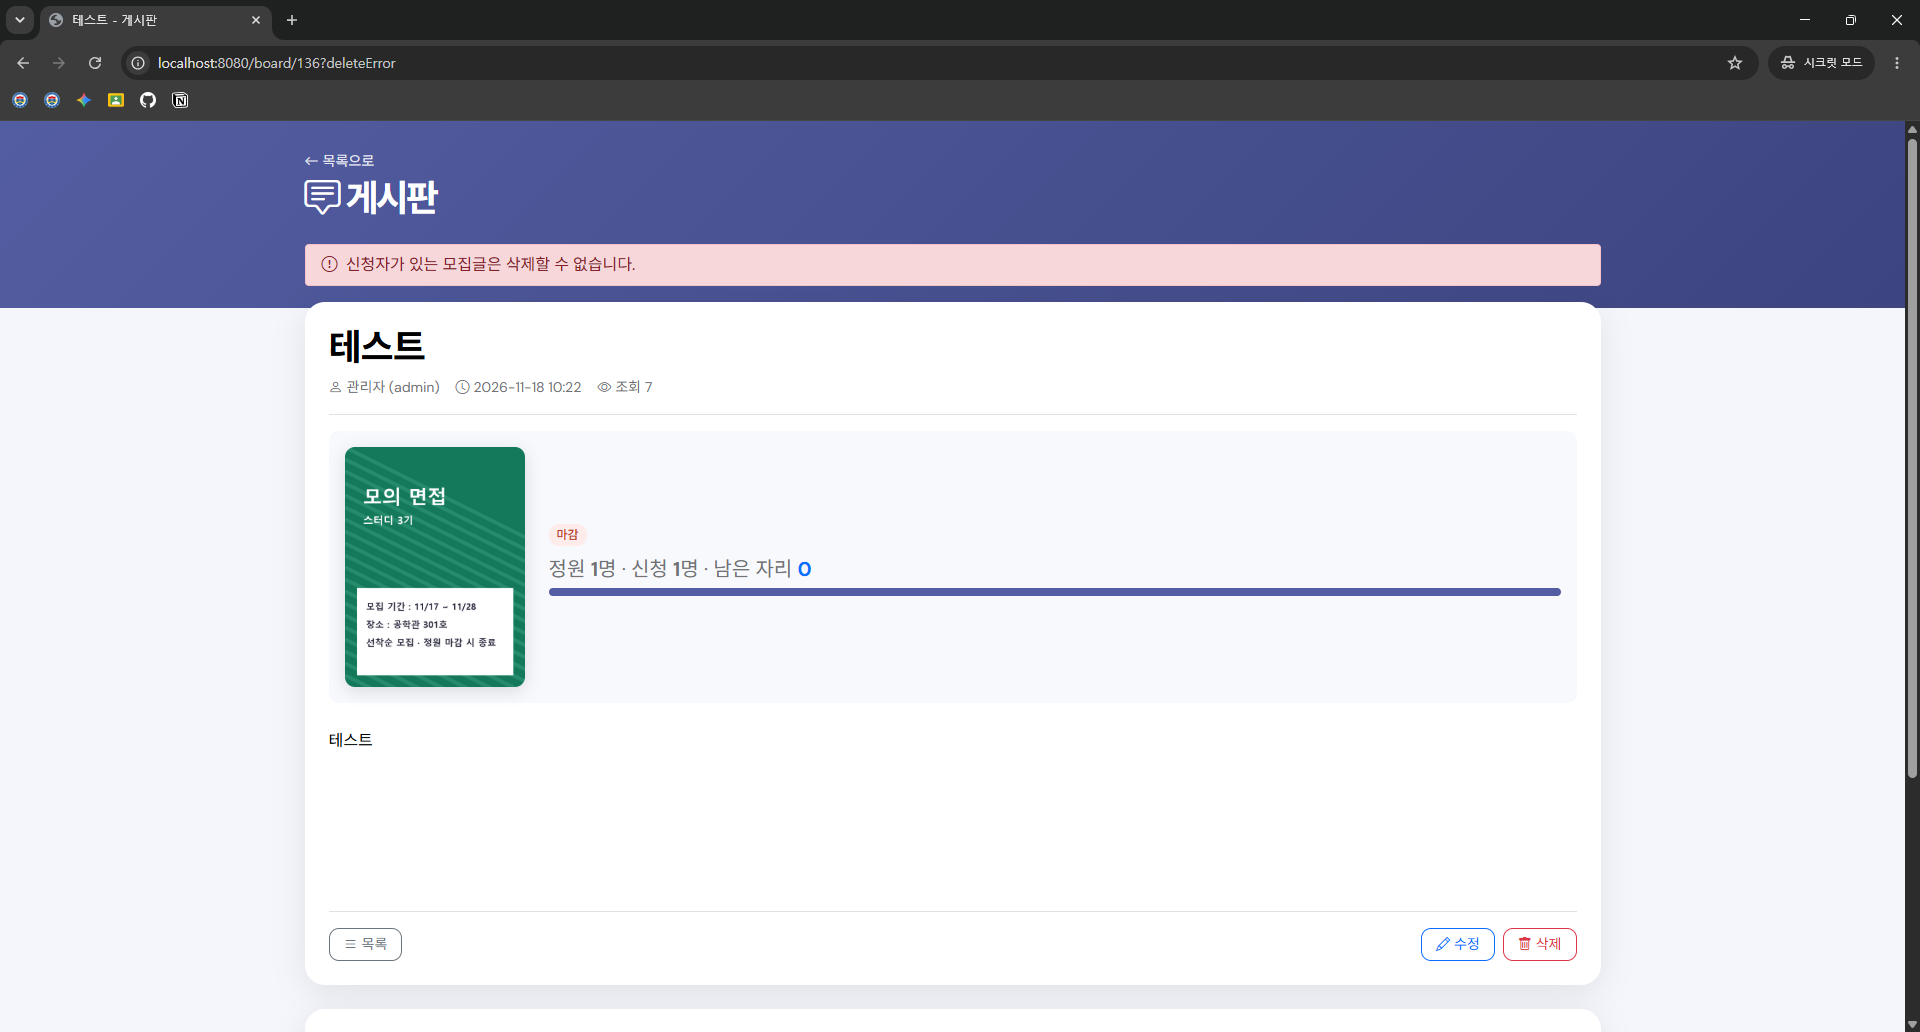 테스트 - 게시판
localhost:8080/board/136?deleteError
시크릿 모드
← 목록으로
게시판
신청자가 있는 모집글은 삭제할 수 없습니다.
테스트
관리자 (admin) 2026-11-18 10:22 조회 7
모의 면접
스터디 3기
모집 기간 : 11/17 ~ 11/28
장소 : 공학관 301호
선착순 모집 · 정원 마감 시 종료
마감
정원 1명 · 신청 1명 · 남은 자리 0
테스트
목록
수정
삭제